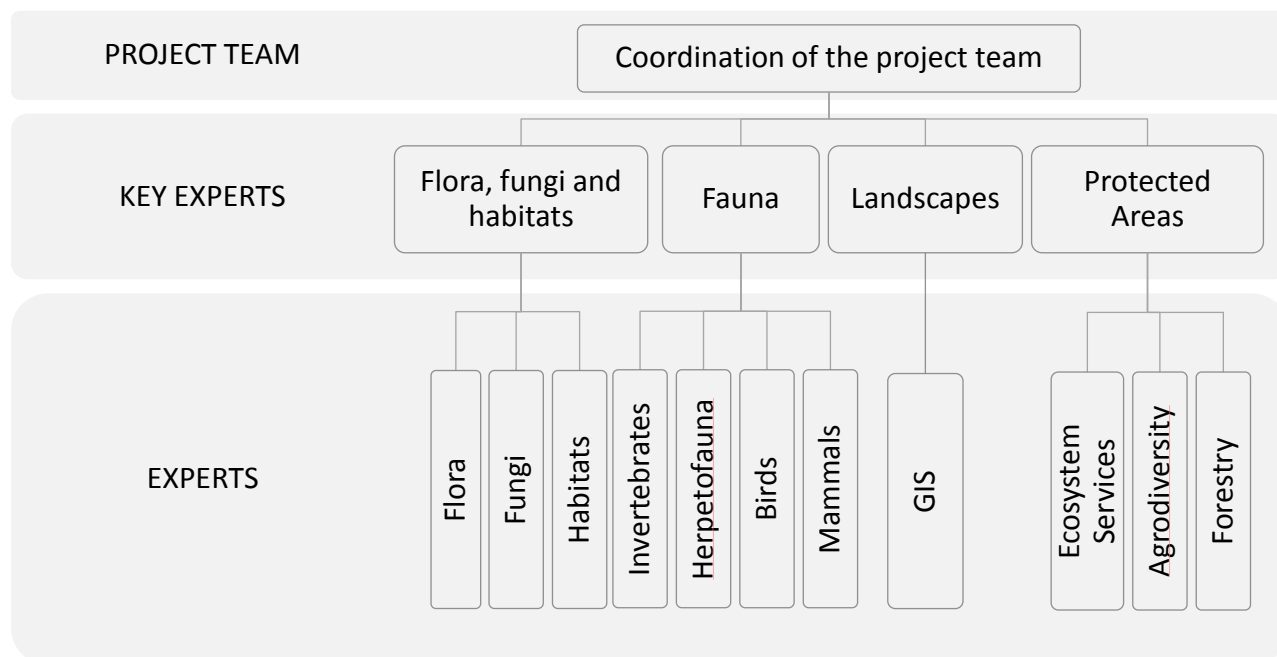 PROJECT TEAM
Coordination of the project team
KEY EXPERTS
Flora, fungi and
habitats
Fauna
Landscapes
Protected
Areas
EXPERTS
Flora
Fungi
Habitats
Invertebrates
Herpetofauna
Birds
Mammals
GIS
Ecosystem
Services
Agrodiversity
Forestry